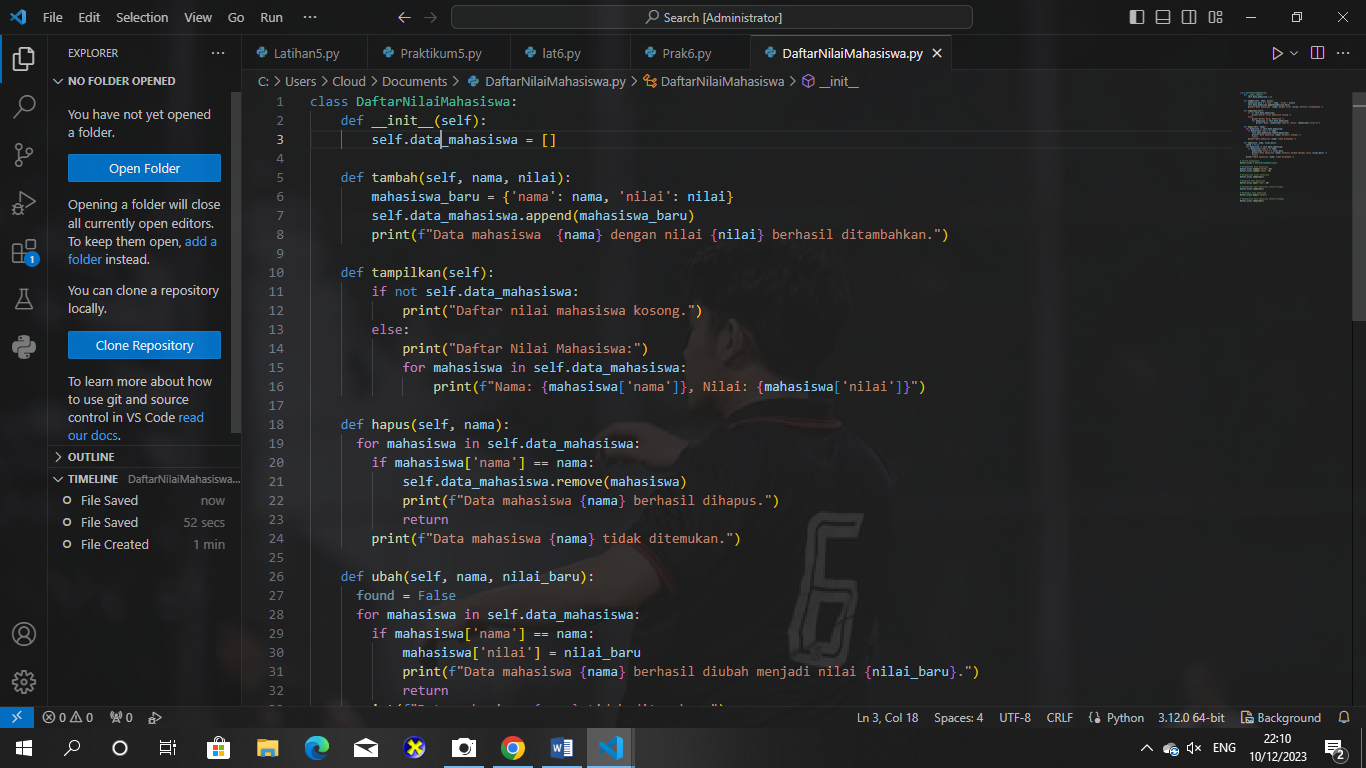 File Edit Selection View Go Run ···
Search [Administrator]
EXPLORER ···
Latihan5.py Praktikum5.py lat6.py Prak6.py DaftarNilaiMahasiswa.py
C: > Users > Cloud > Documents > DaftarNilaiMahasiswa.py > DaftarNilaiMahasiswa > __init__
NO FOLDER OPENED
You have not yet opened
a folder.
Open Folder
Opening a folder will close
all currently open editors.
To keep them open, add a
folder instead.
You can clone a repository
locally.
Clone Repository
To learn more about how
to use git and source
control in VS Code read
our docs.
OUTLINE
TIMELINE DaftarNilaiMahasiswa...
File Saved now
File Saved 52 secs
File Created 1 min
1
1 class DaftarNilaiMahasiswa:
2 def __init__(self):
3 self.data_mahasiswa = []
4
5 def tambah(self, nama, nilai):
6 mahasiswa_baru = {'nama': nama, 'nilai': nilai}
7 self.data_mahasiswa.append(mahasiswa_baru)
8 print(f"Data mahasiswa  {nama} dengan nilai {nilai} berhasil ditambahkan.")
9
10 def tampilkan(self):
11 if not self.data_mahasiswa:
12 print("Daftar nilai mahasiswa kosong.")
13 else:
14 print("Daftar Nilai Mahasiswa:")
15 for mahasiswa in self.data_mahasiswa:
16 print(f"Nama: {mahasiswa['nama']}, Nilai: {mahasiswa['nilai']}")
17
18 def hapus(self, nama):
19 for mahasiswa in self.data_mahasiswa:
20 if mahasiswa['nama'] == nama:
21 self.data_mahasiswa.remove(mahasiswa)
22 print(f"Data mahasiswa {nama} berhasil dihapus.")
23 return
24 print(f"Data mahasiswa {nama} tidak ditemukan.")
25
26 def ubah(self, nama, nilai_baru):
27 found = False
28 for mahasiswa in self.data_mahasiswa:
29 if mahasiswa['nama'] == nama:
30 mahasiswa['nilai'] = nilai_baru
31 print(f"Data mahasiswa {nama} berhasil diubah menjadi nilai {nilai_baru}.")
32 return
6
0 0 0 Ln 3, Col 18 Spaces: 4 UTF-8 CRLF Python 3.12.0 64-bit Background
ENG 22:10
10/12/2023 2